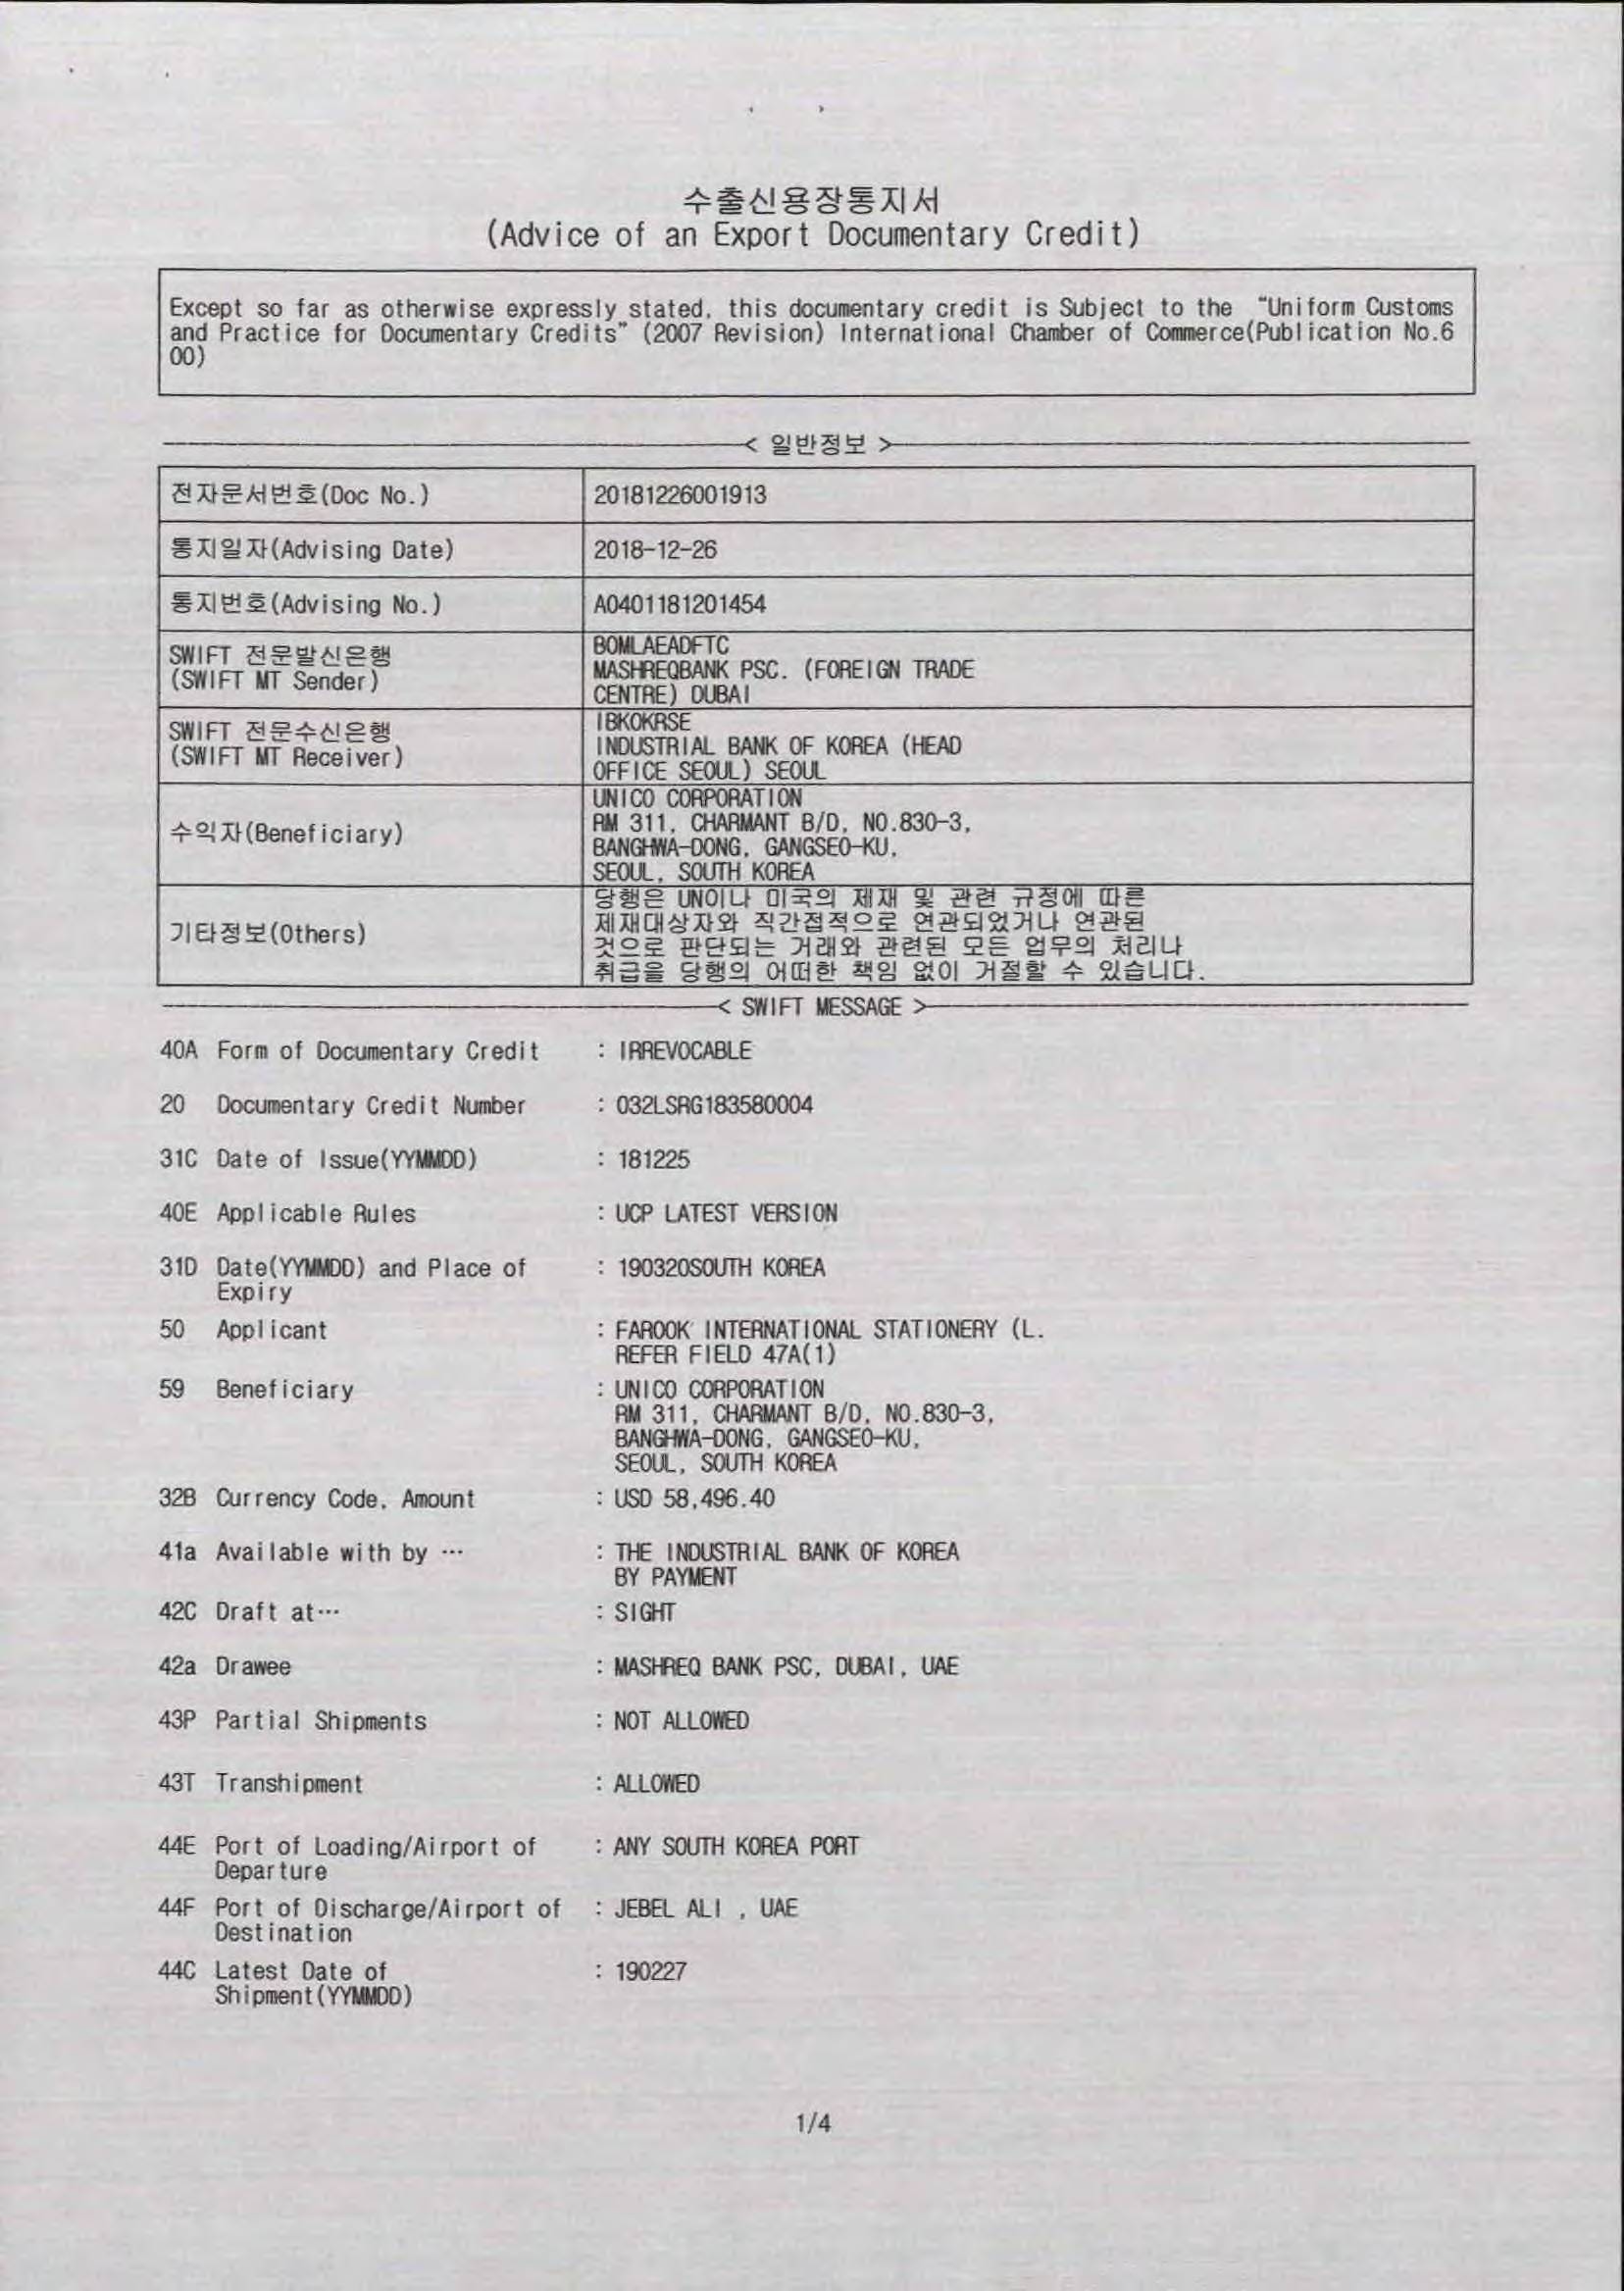 수출신용장통지서
(Advice of an Export Documentary Credit)
Except so far as otherwise expressly stated, this documentary credit is Subject to the "Uniform Customs
and Practice for Documentary Credits" (2007 Revision) International Chamber of Commerce(Publication No.6
00)
< 일반정보 >
전자문서번호(Doc No.) 20181226001913
통지일자(Advising Date) 2018-12-26
통지번호(Advising No.) A0401181201454
SWIFT 전문발신은행
(SWIFT MT Sender)
BOMLAEADFTC
MASHREQBANK PSC. (FOREIGN TRADE
CENTRE) DUBAI
SWIFT 전문수신은행
(SWIFT MT Receiver)
IBKOKRSE
INDUSTRIAL BANK OF KOREA (HEAD
OFFICE SEOUL) SEOUL
수익자(Beneficiary)
UNICO CORPORATION
RM 311, CHARMANT B/D, NO.830-3,
BANGHWA-DONG, GANGSEO-KU,
SEOUL, SOUTH KOREA
기타정보(Others)
당행은 UN이나 미국의 제재 및 관련 규정에 따른
제재대상자와 직간접적으로 연관되었거나 연관된
것으로 판단되는 거래와 관련된 모든 업무의 처리나
취급을 당행의 어떠한 책임 없이 거절할 수 있습니다.
< SWIFT MESSAGE >
40A Form of Documentary Credit : IRREVOCABLE
20 Documentary Credit Number : 032LSRG183580004
31C Date of Issue(YYMMDD) : 181225
40E Applicable Rules : UCP LATEST VERSION
31D Date(YYMMDD) and Place of : 190320SOUTH KOREA
Expiry
50 Applicant : FAROOK INTERNATIONAL STATIONERY (L.
REFER FIELD 47A(1)
59 Beneficiary : UNICO CORPORATION
RM 311, CHARMANT B/D, NO.830-3,
BANGHWA-DONG, GANGSEO-KU,
SEOUL, SOUTH KOREA
32B Currency Code, Amount : USD 58,496.40
41a Available with by ··· : THE INDUSTRIAL BANK OF KOREA
BY PAYMENT
42C Draft at··· : SIGHT
42a Drawee : MASHREQ BANK PSC, DUBAI, UAE
43P Partial Shipments : NOT ALLOWED
43T Transhipment : ALLOWED
44E Port of Loading/Airport of : ANY SOUTH KOREA PORT
Departure
44F Port of Discharge/Airport of : JEBEL ALI , UAE
Destination
44C Latest Date of : 190227
Shipment(YYMMDD)
1/4